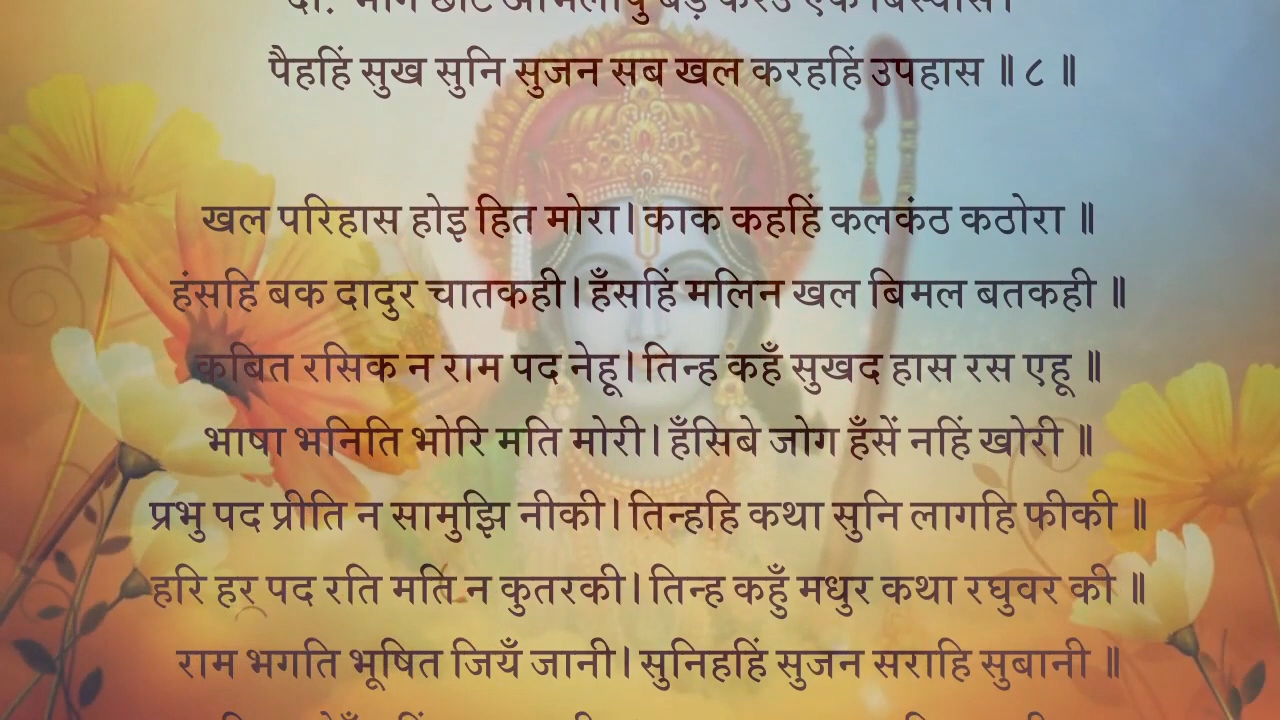 पैहहिं सुख सुनि सुजन सब खल करहहिं उपहास ॥ ८ ॥
खल परिहास होइ हित मोरा। काक कहहिं कलकंठ कठोरा ॥
हंसहि बक दादुर चातकही। हँसहिं मलिन खल बिमल बतकही ॥
कबित रसिक न राम पद नेहू। तिन्ह कहँ सुखद हास रस एहू ॥
भाषा भनिति भोरि मति मोरी। हँसिबे जोग हँसें नहिं खोरी ॥
प्रभु पद प्रीति न सामुझि नीकी। तिन्हहि कथा सुनि लागहि फीकी ॥
हरि हर पद रति मति न कुतरकी। तिन्ह कहुँ मधुर कथा रघुवर की ॥
राम भगति भूषित जियँ जानी। सुनिहहिं सुजन सराहि सुबानी ॥